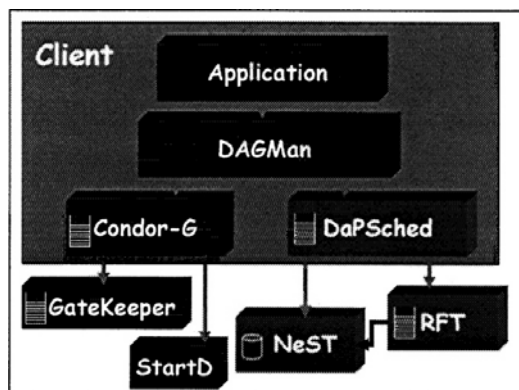 Client
Application
DAGMan
Condor-G
DaPSched
GateKeeper
StartD
NeST
RFT